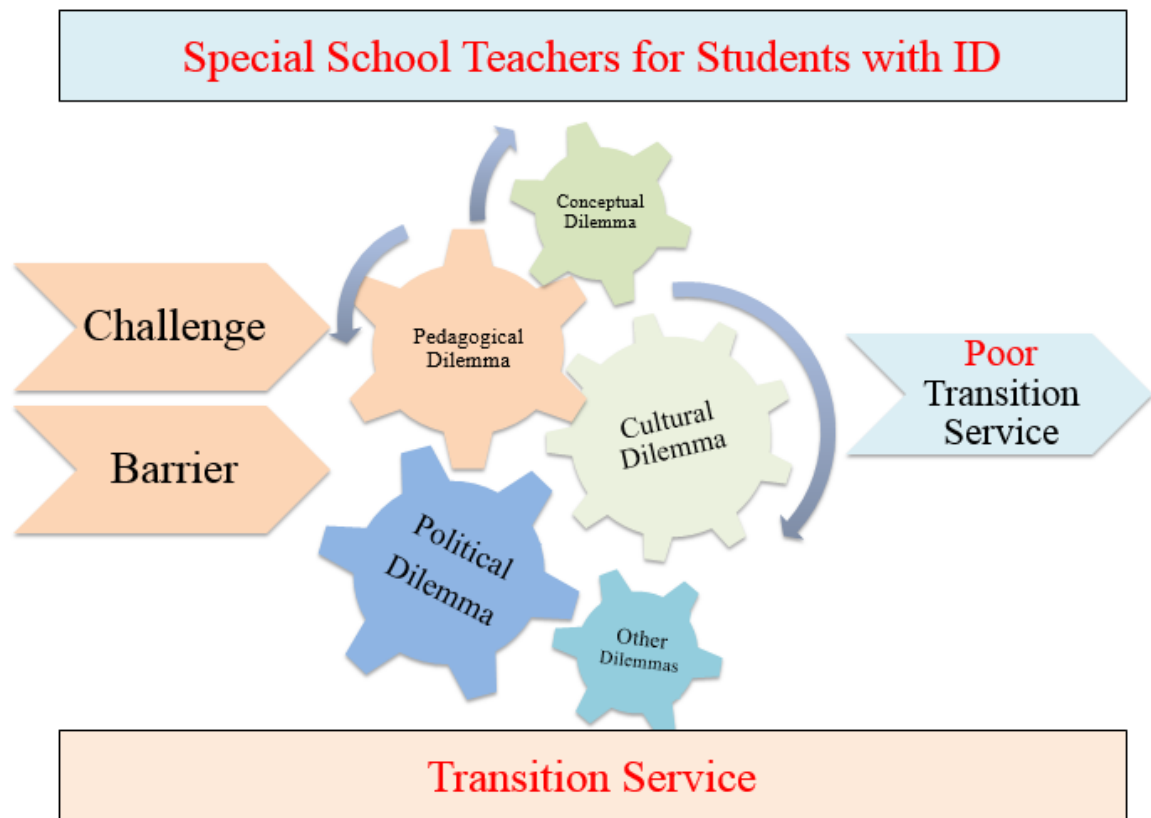 Special School Teachers for Students with ID
Conceptual
Dilemma
Challenge
Pedagogical
Dilemma
Poor
Transition
Service
Cultural
Dilemma
Barrier
Political
Dilemma
Other
Dilemmas
Transition Service